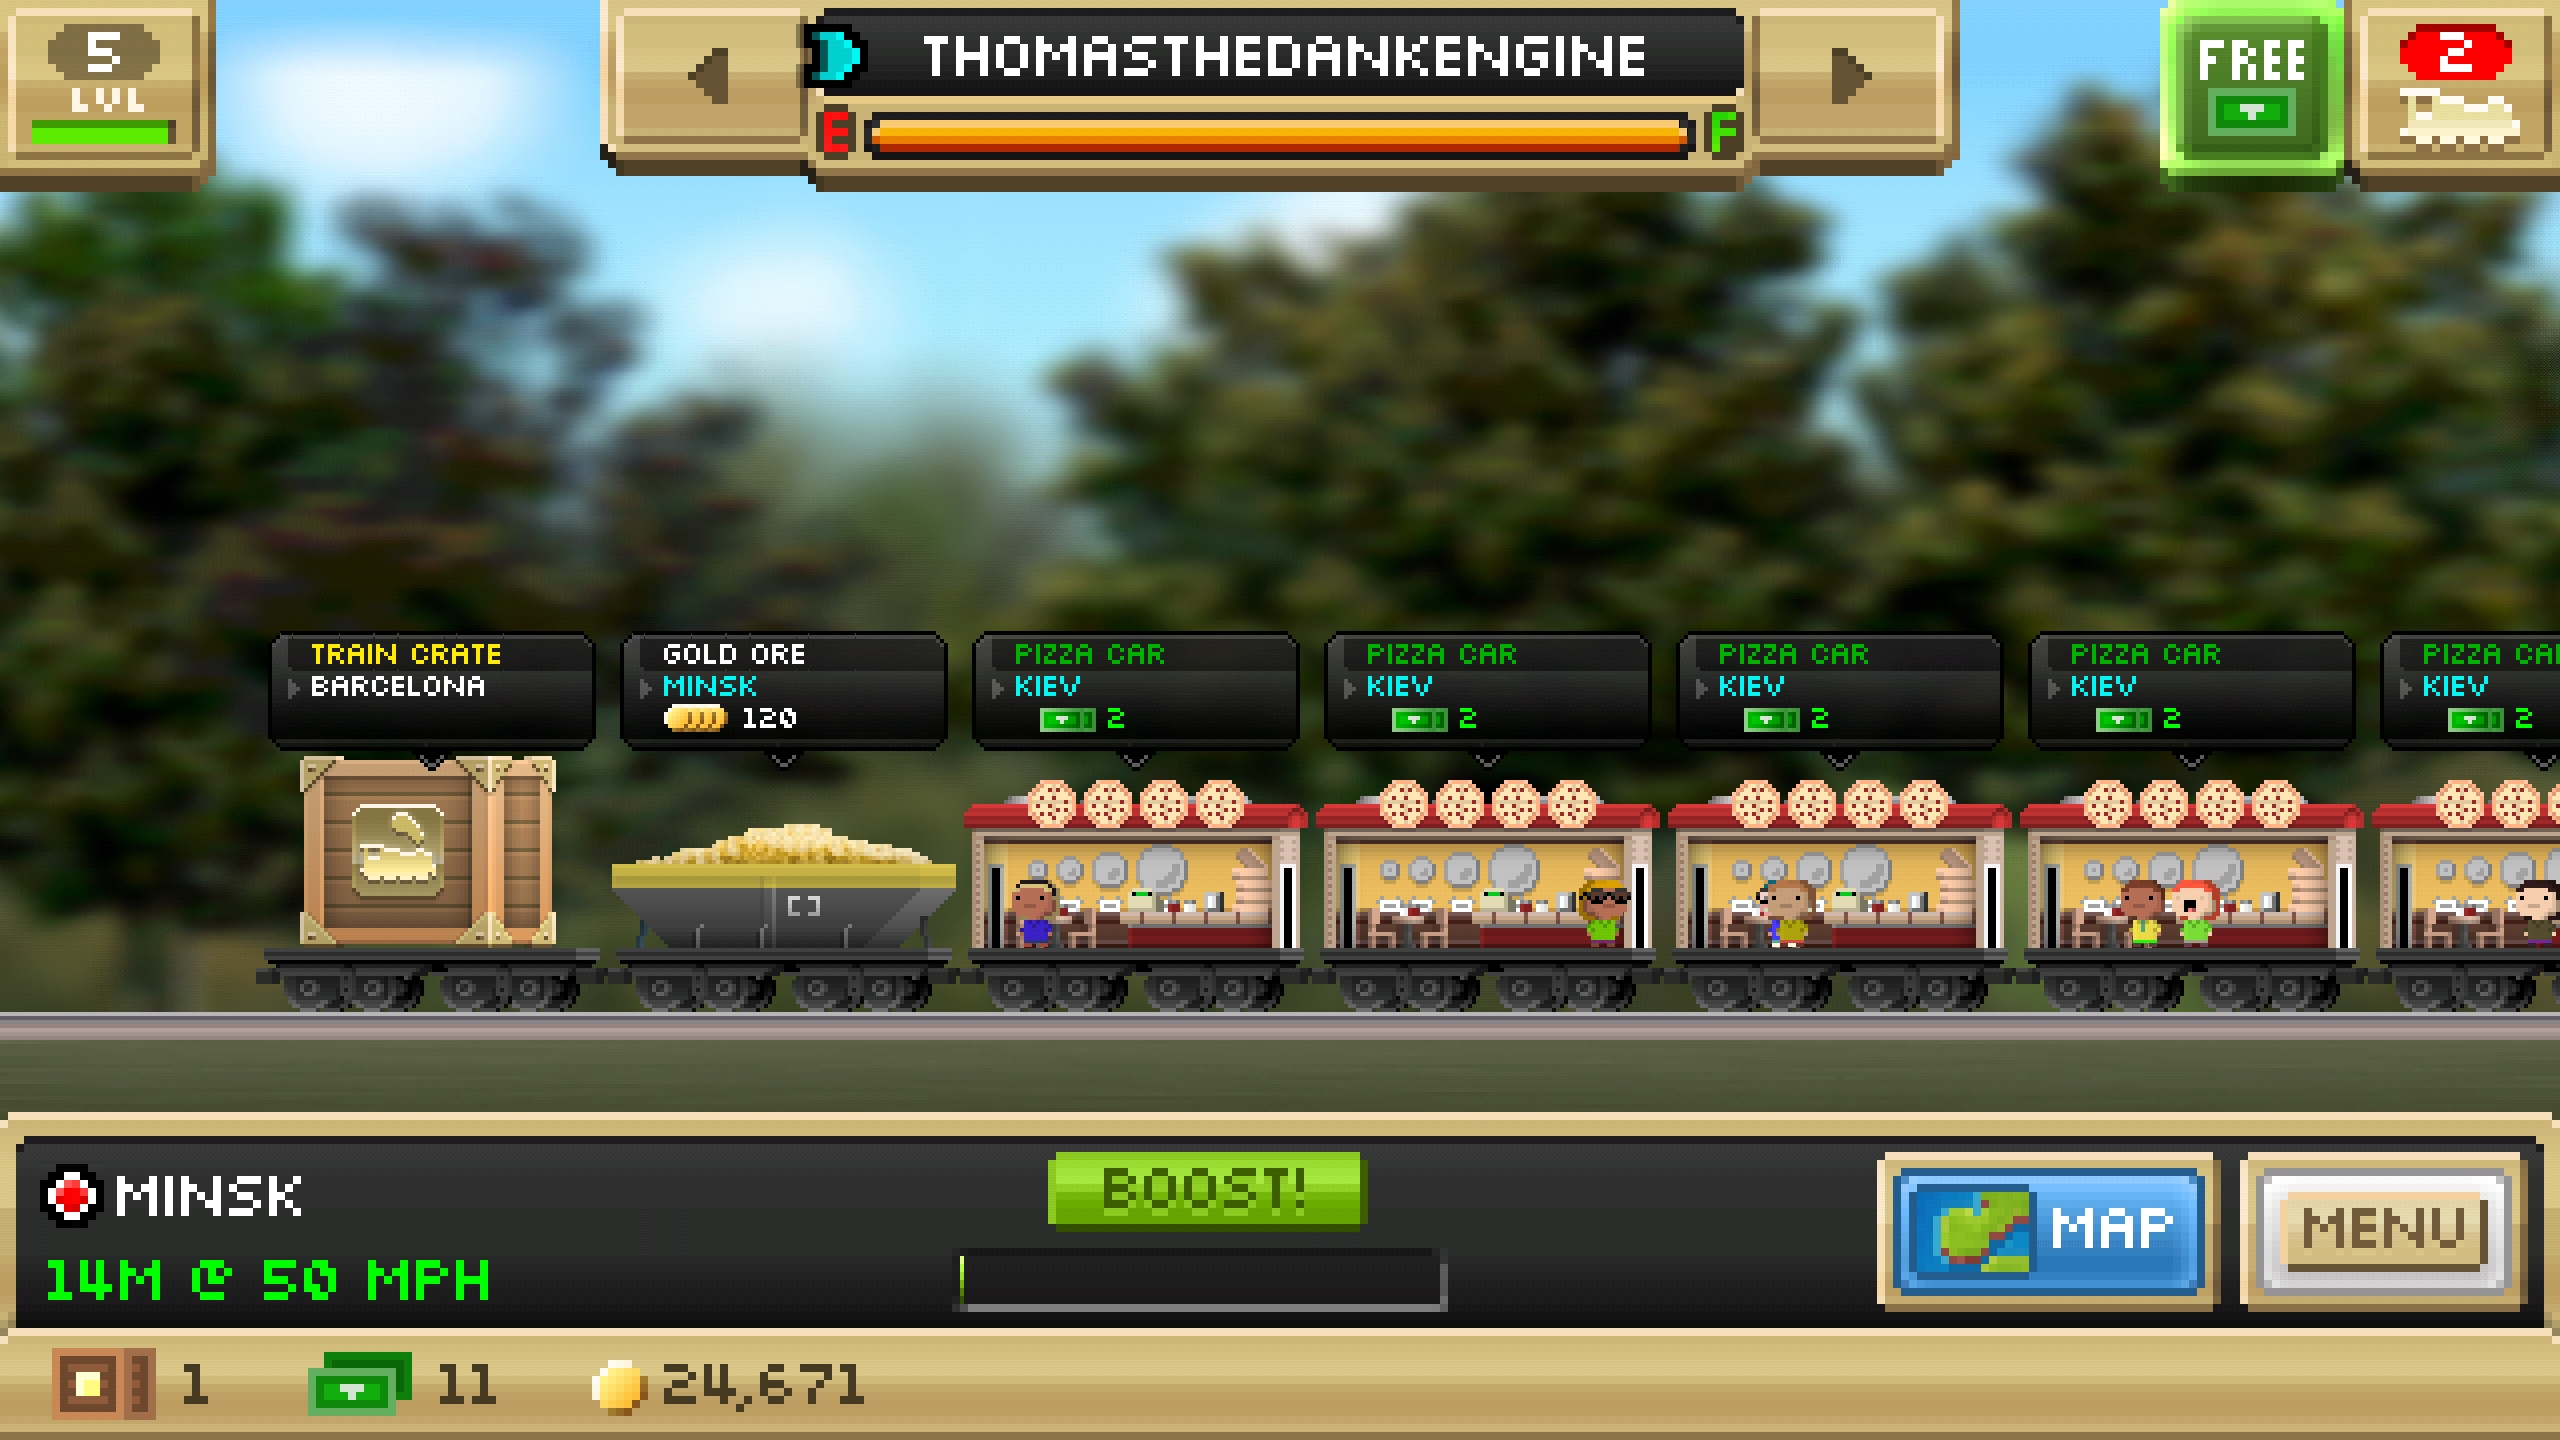 5
LVL
THOMASTHEDANKENGINE
E
F
FREE
2
TRAIN CRATE
BARCELONA
GOLD ORE
MINSK
120
PIZZA CAR
KIEV
2
PIZZA CAR
KIEV
2
PIZZA CAR
KIEV
2
PIZZA CAR
KIEV
2
PIZZA CAR
KIEV
2
MINSK
14M @ 50 MPH
BOOST!
MAP
MENU
1
11
24,671